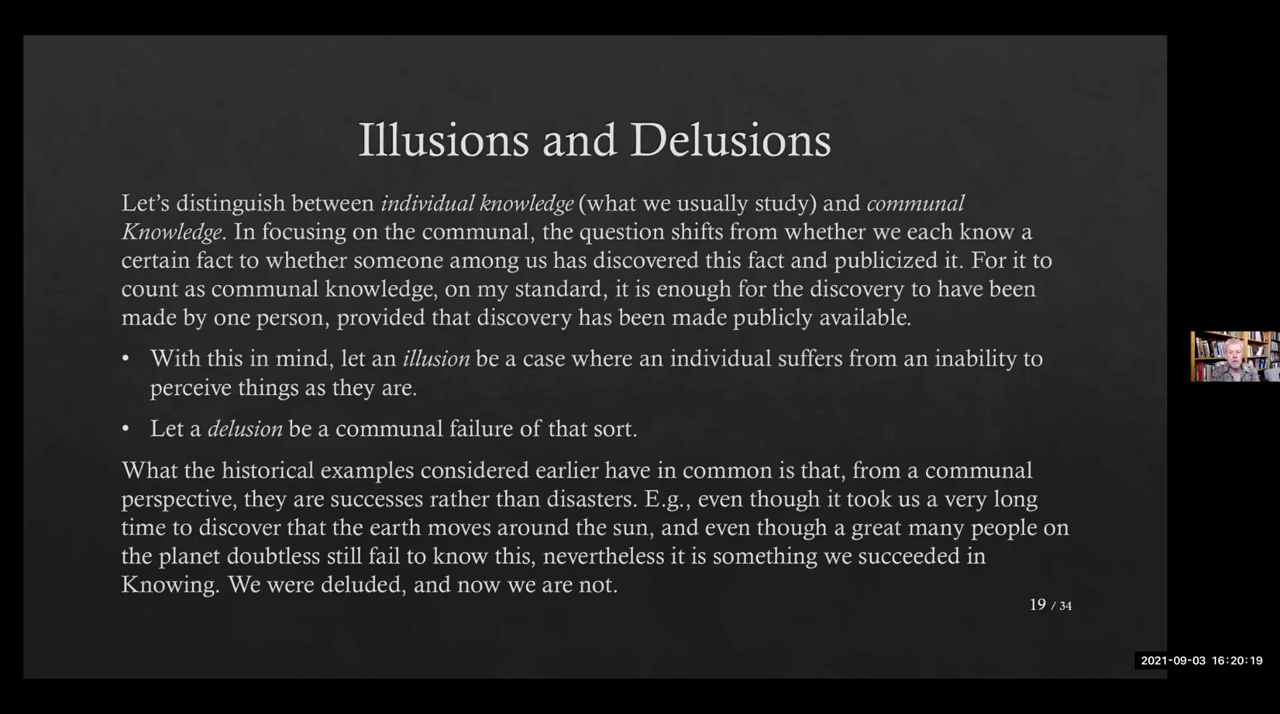 Illusions and Delusions
Let’s distinguish between individual knowledge (what we usually study) and communal
Knowledge. In focusing on the communal, the question shifts from whether we each know a
certain fact to whether someone among us has discovered this fact and publicized it. For it to
count as communal knowledge, on my standard, it is enough for the discovery to have been
made by one person, provided that discovery has been made publicly available.
• With this in mind, let an illusion be a case where an individual suffers from an inability to
perceive things as they are.
• Let a delusion be a communal failure of that sort.
What the historical examples considered earlier have in common is that, from a communal
perspective, they are successes rather than disasters. E.g., even though it took us a very long
time to discover that the earth moves around the sun, and even though a great many people on
the planet doubtless still fail to know this, nevertheless it is something we succeeded in
Knowing. We were deluded, and now we are not.
19 / 34
2021-09-03 16:20:19